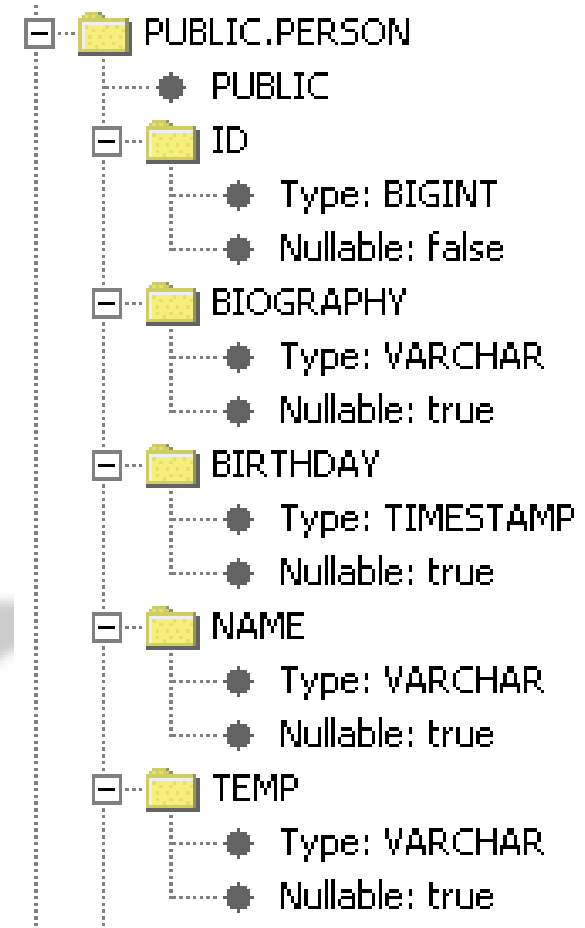 PUBLIC.PERSON
PUBLIC
ID
Type: BIGINT
Nullable: false
BIOGRAPHY
Type: VARCHAR
Nullable: true
BIRTHDAY
Type: TIMESTAMP
Nullable: true
NAME
Type: VARCHAR
Nullable: true
TEMP
Type: VARCHAR
Nullable: true